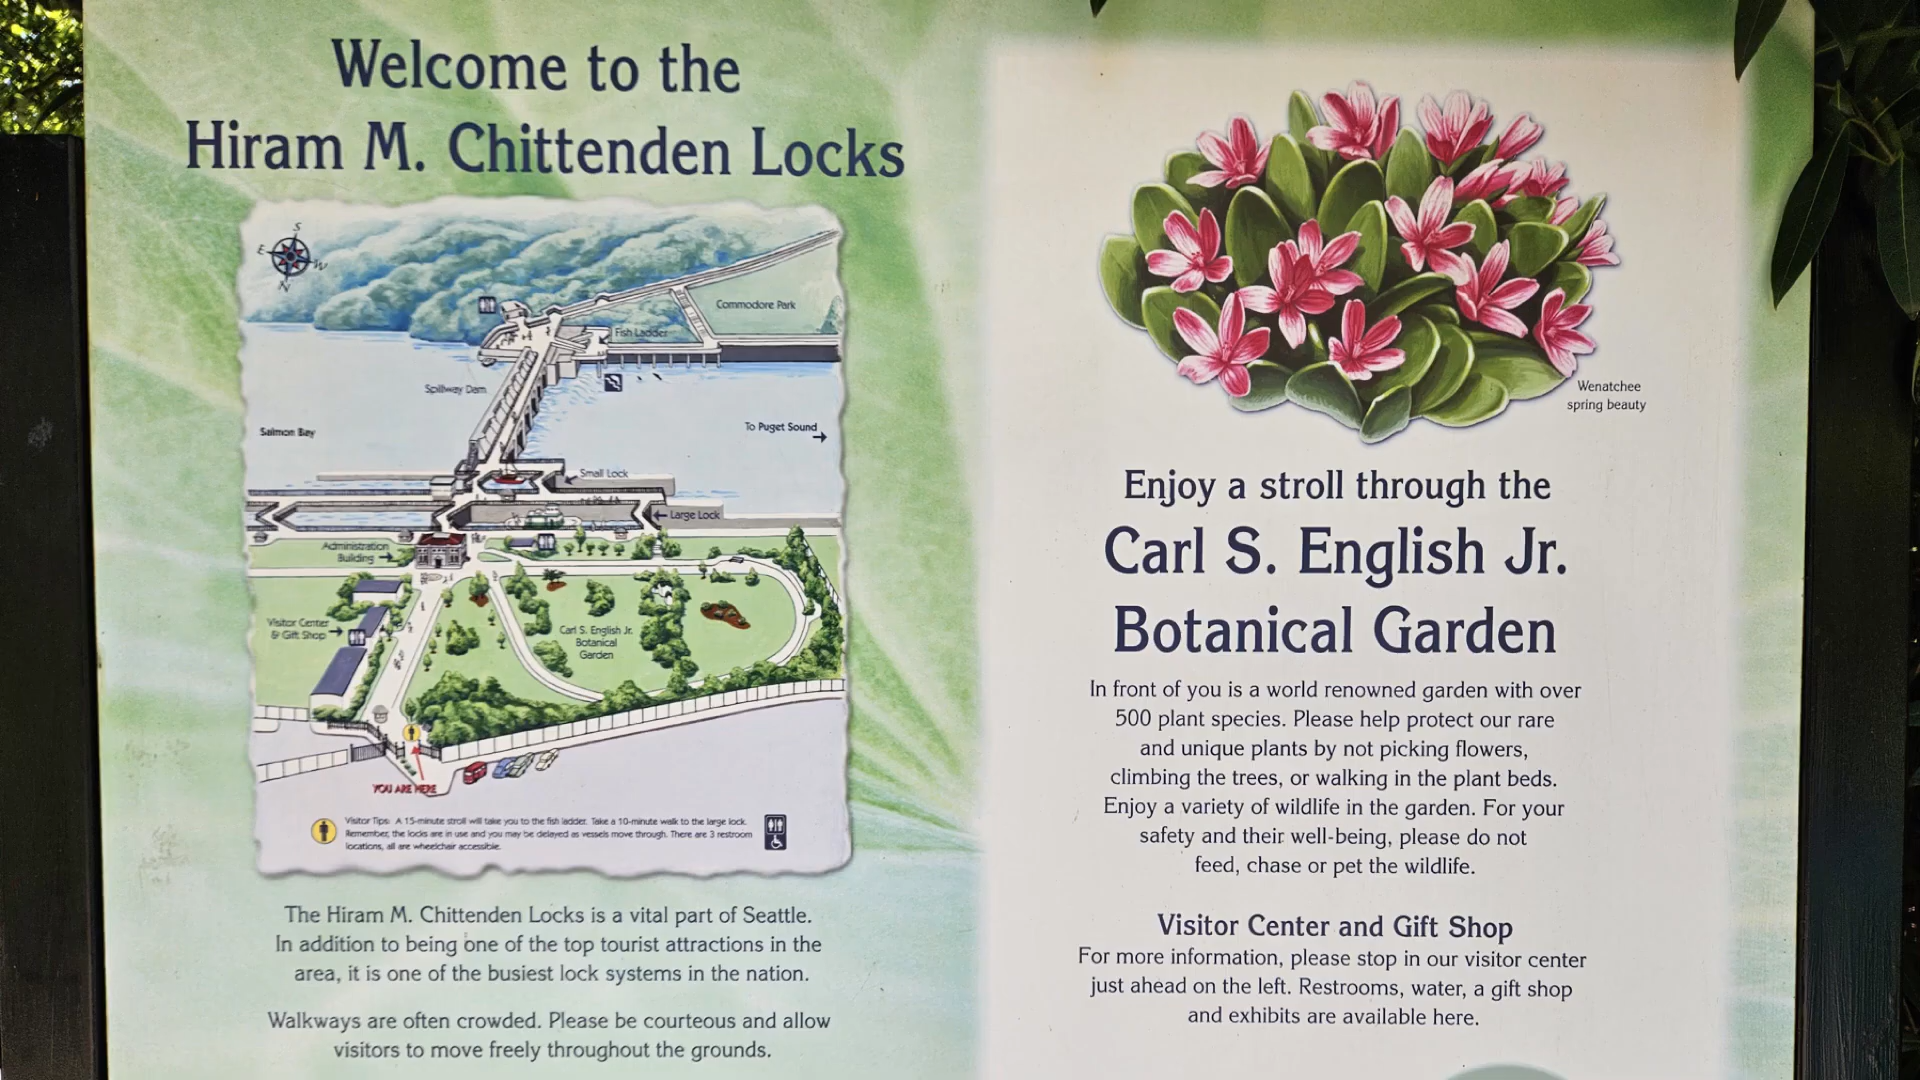 Welcome to the
Hiram M. Chittenden Locks
S
E
W
N
Commodore Park
Fish Ladder
Spillway Dam
Salmon Bay
To Puget Sound
Small Lock
Large Lock
Administration
Building
Visitor Center
& Gift Shop
Carl S. English Jr.
Botanical
Garden
YOU ARE HERE
Visitor Tips: A 15-minute stroll will take you to the fish ladder. Take a 10-minute walk to the large lock.
Remember, the locks are in use and you may be delayed as vessels move through. There are 3 restroom
locations, all are wheelchair accessible.
The Hiram M. Chittenden Locks is a vital part of Seattle.
In addition to being one of the top tourist attractions in the
area, it is one of the busiest lock systems in the nation.
Walkways are often crowded. Please be courteous and allow
visitors to move freely throughout the grounds.
Wenatchee
spring beauty
Enjoy a stroll through the
Carl S. English Jr.
Botanical Garden
In front of you is a world renowned garden with over
500 plant species. Please help protect our rare
and unique plants by not picking flowers,
climbing the trees, or walking in the plant beds.
Enjoy a variety of wildlife in the garden. For your
safety and their well-being, please do not
feed, chase or pet the wildlife.
Visitor Center and Gift Shop
For more information, please stop in our visitor center
just ahead on the left. Restrooms, water, a gift shop
and exhibits are available here.